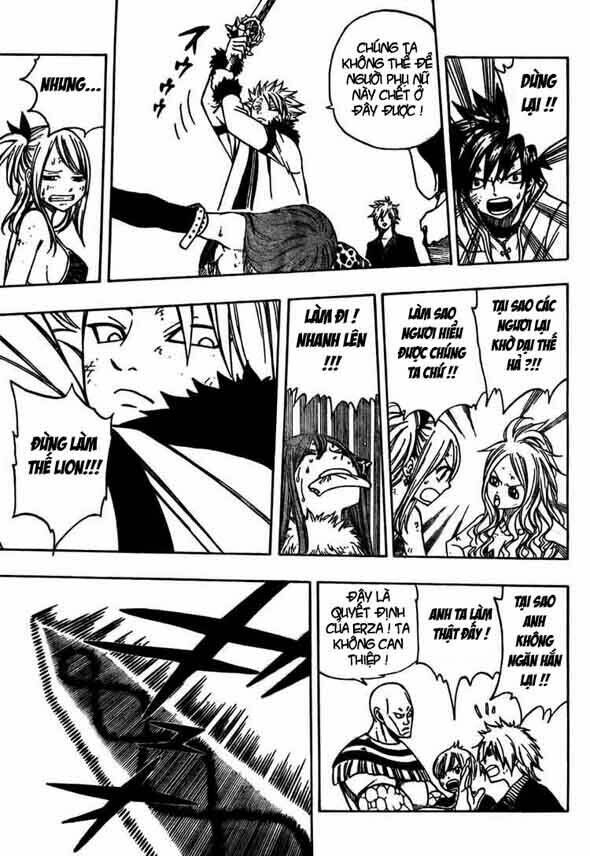 DỪNG
LẠI !!
CHÚNG TA
KHÔNG THỂ ĐỂ
NGƯỜI PHỤ NỮ
NÀY CHẾT Ở
ĐÂY ĐƯỢC !
NHƯNG...
TẠI SAO CÁC
NGƯƠI LẠI
KHỜ DẠI THẾ
HẢ ?!!
LÀM SAO
NGƯƠI HIỂU
ĐƯỢC CHÚNG
TA CHỨ !!
LÀM ĐI !
NHANH LÊN
!!!
ĐỪNG LÀM
THẾ LION!!!
TẠI SAO
ANH
KHÔNG
NGĂN HẮN
LẠI !!
ANH TA LÀM
THẬT ĐẤY !
ĐÂY LÀ
QUYẾT ĐỊNH
CỦA ERZA ! TA
KHÔNG CAN
THIỆP !